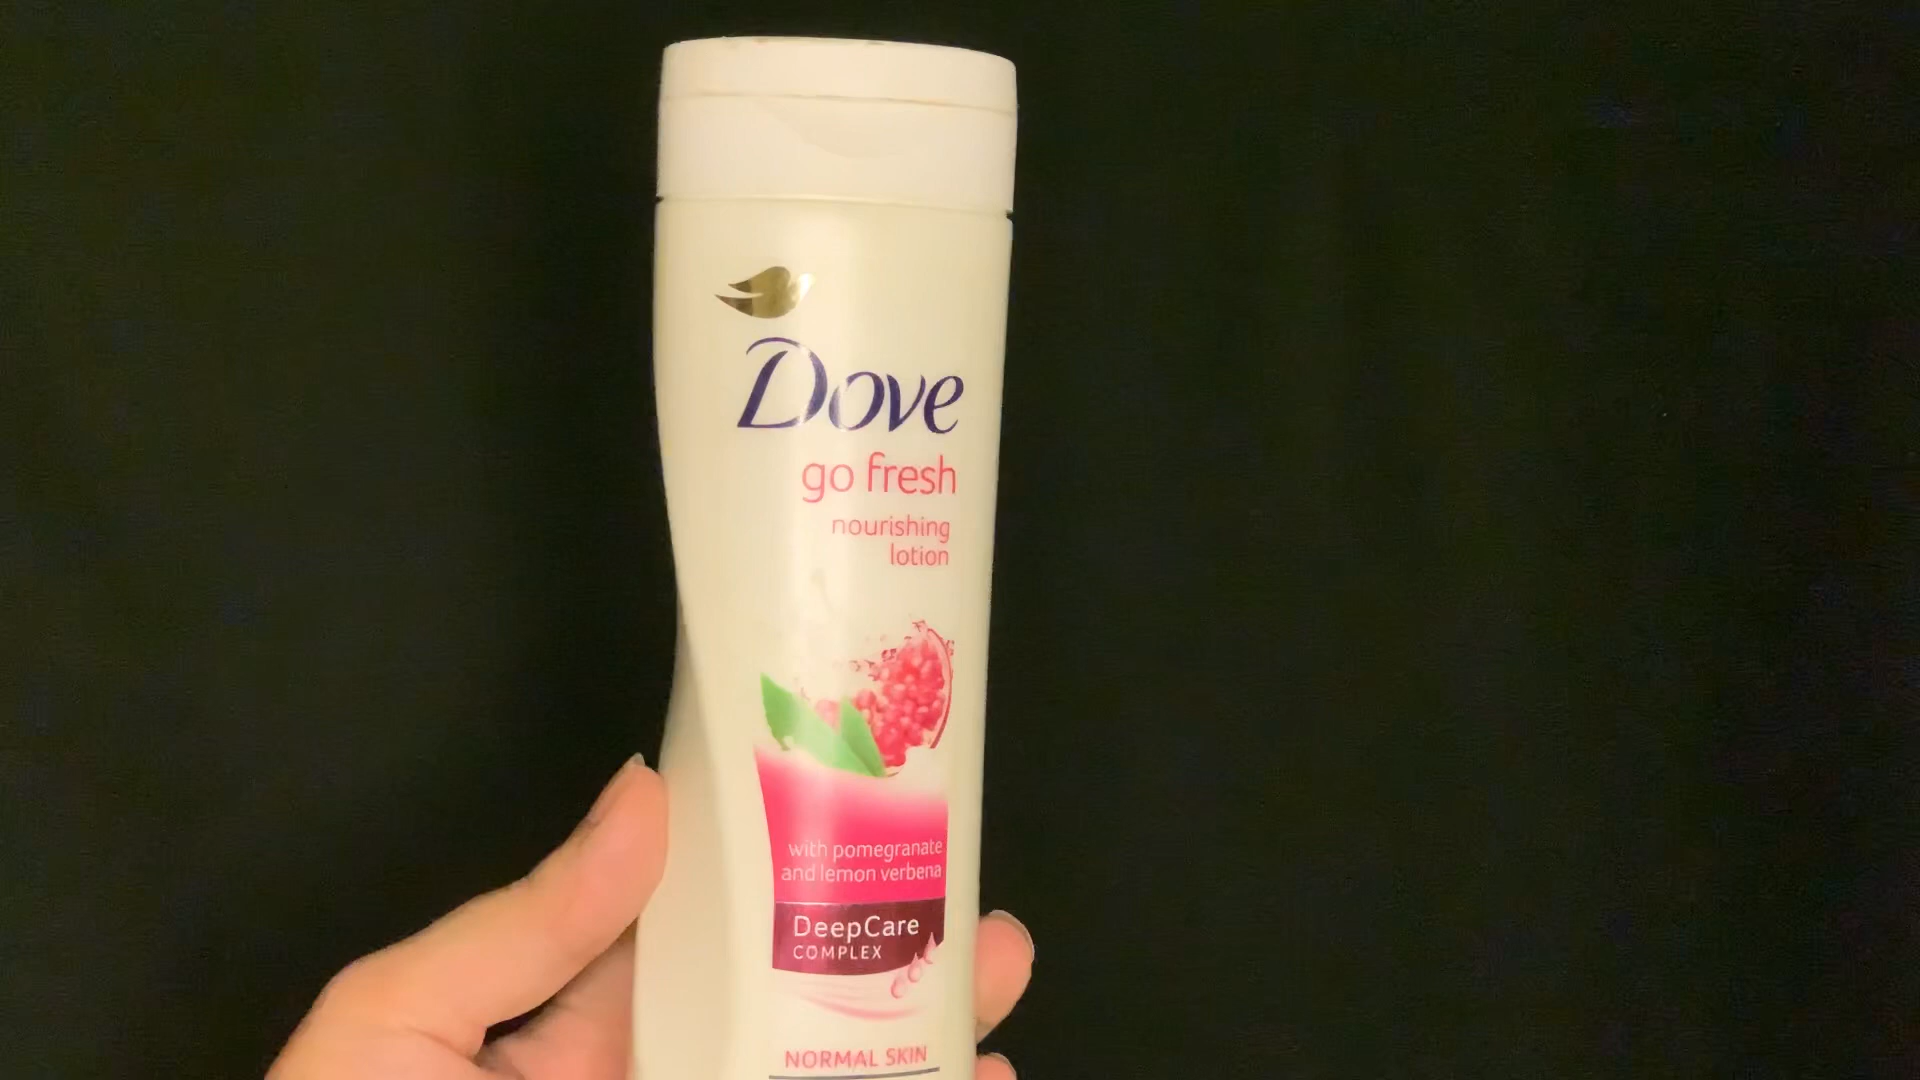 Dove
go fresh
nourishing
lotion
with pomegranate
and lemon verbena
DeepCare
COMPLEX
NORMAL SKIN